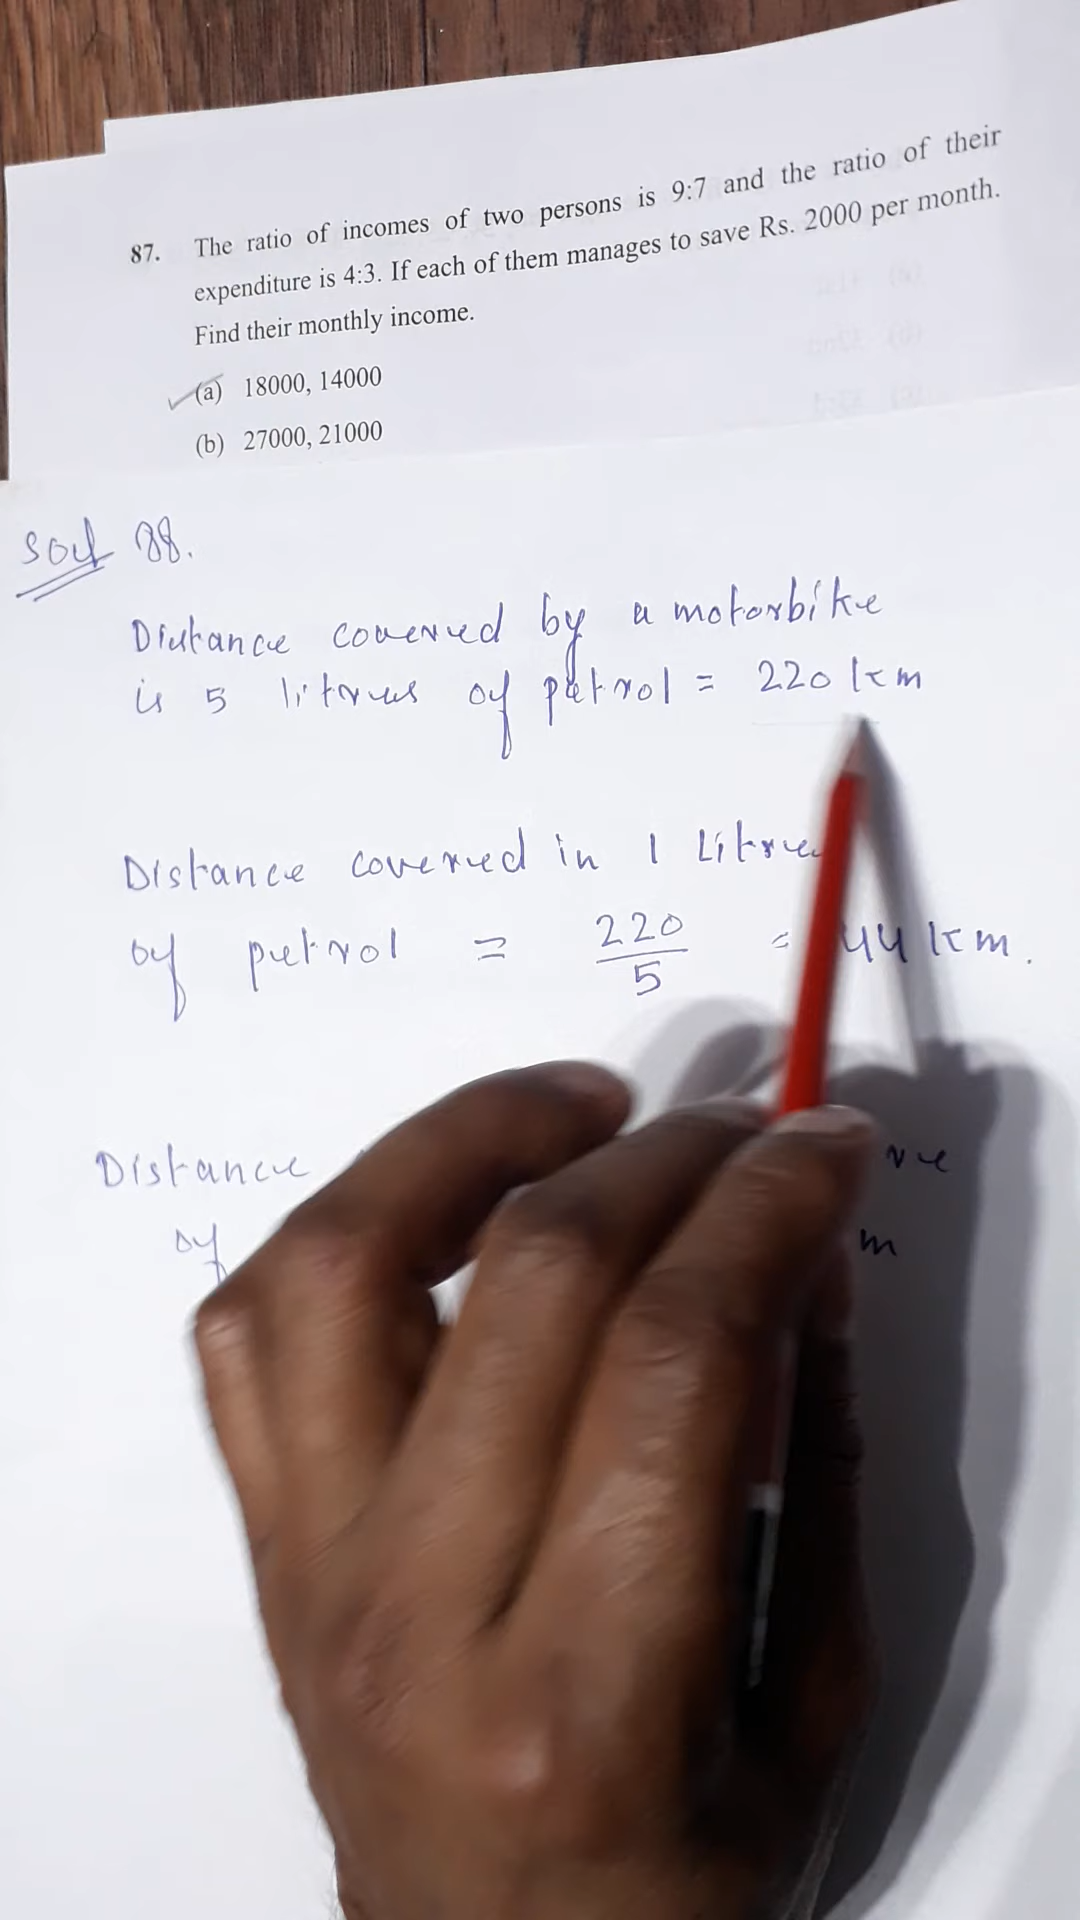 87. The ratio of incomes of two persons is 9:7 and the ratio of their
expenditure is 4:3. If each of them manages to save Rs. 2000 per month.
Find their monthly income.
(a) 18000, 14000
(b) 27000, 21000
Sol 88.
Distance covered by a motorbike
is 5 litres of petrol = 220 km
Distance covered in 1 Litre
of petrol = 220/5 = 44 km.
Distance
of m